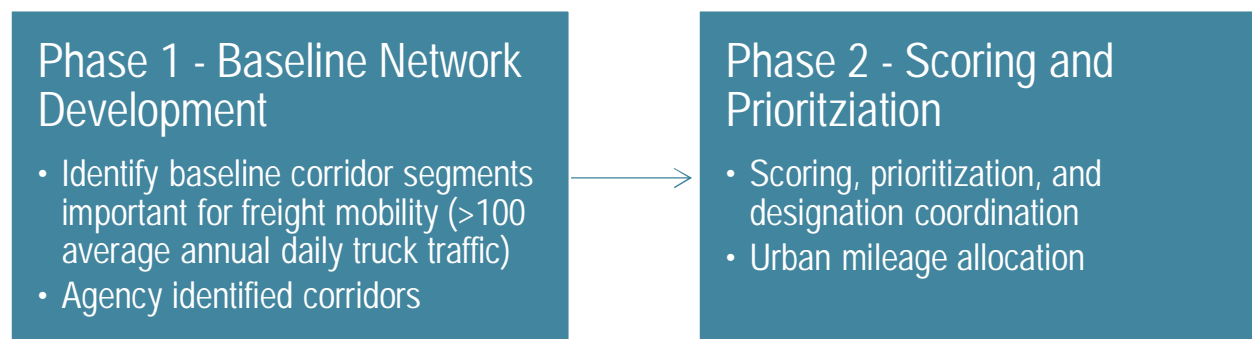 Phase 1 - Baseline Network
Development
• Identify baseline corridor segments
important for freight mobility (>100
average annual daily truck traffic)
• Agency identified corridors
Phase 2 - Scoring and
Prioritziation
• Scoring, prioritization, and
designation coordination
• Urban mileage allocation